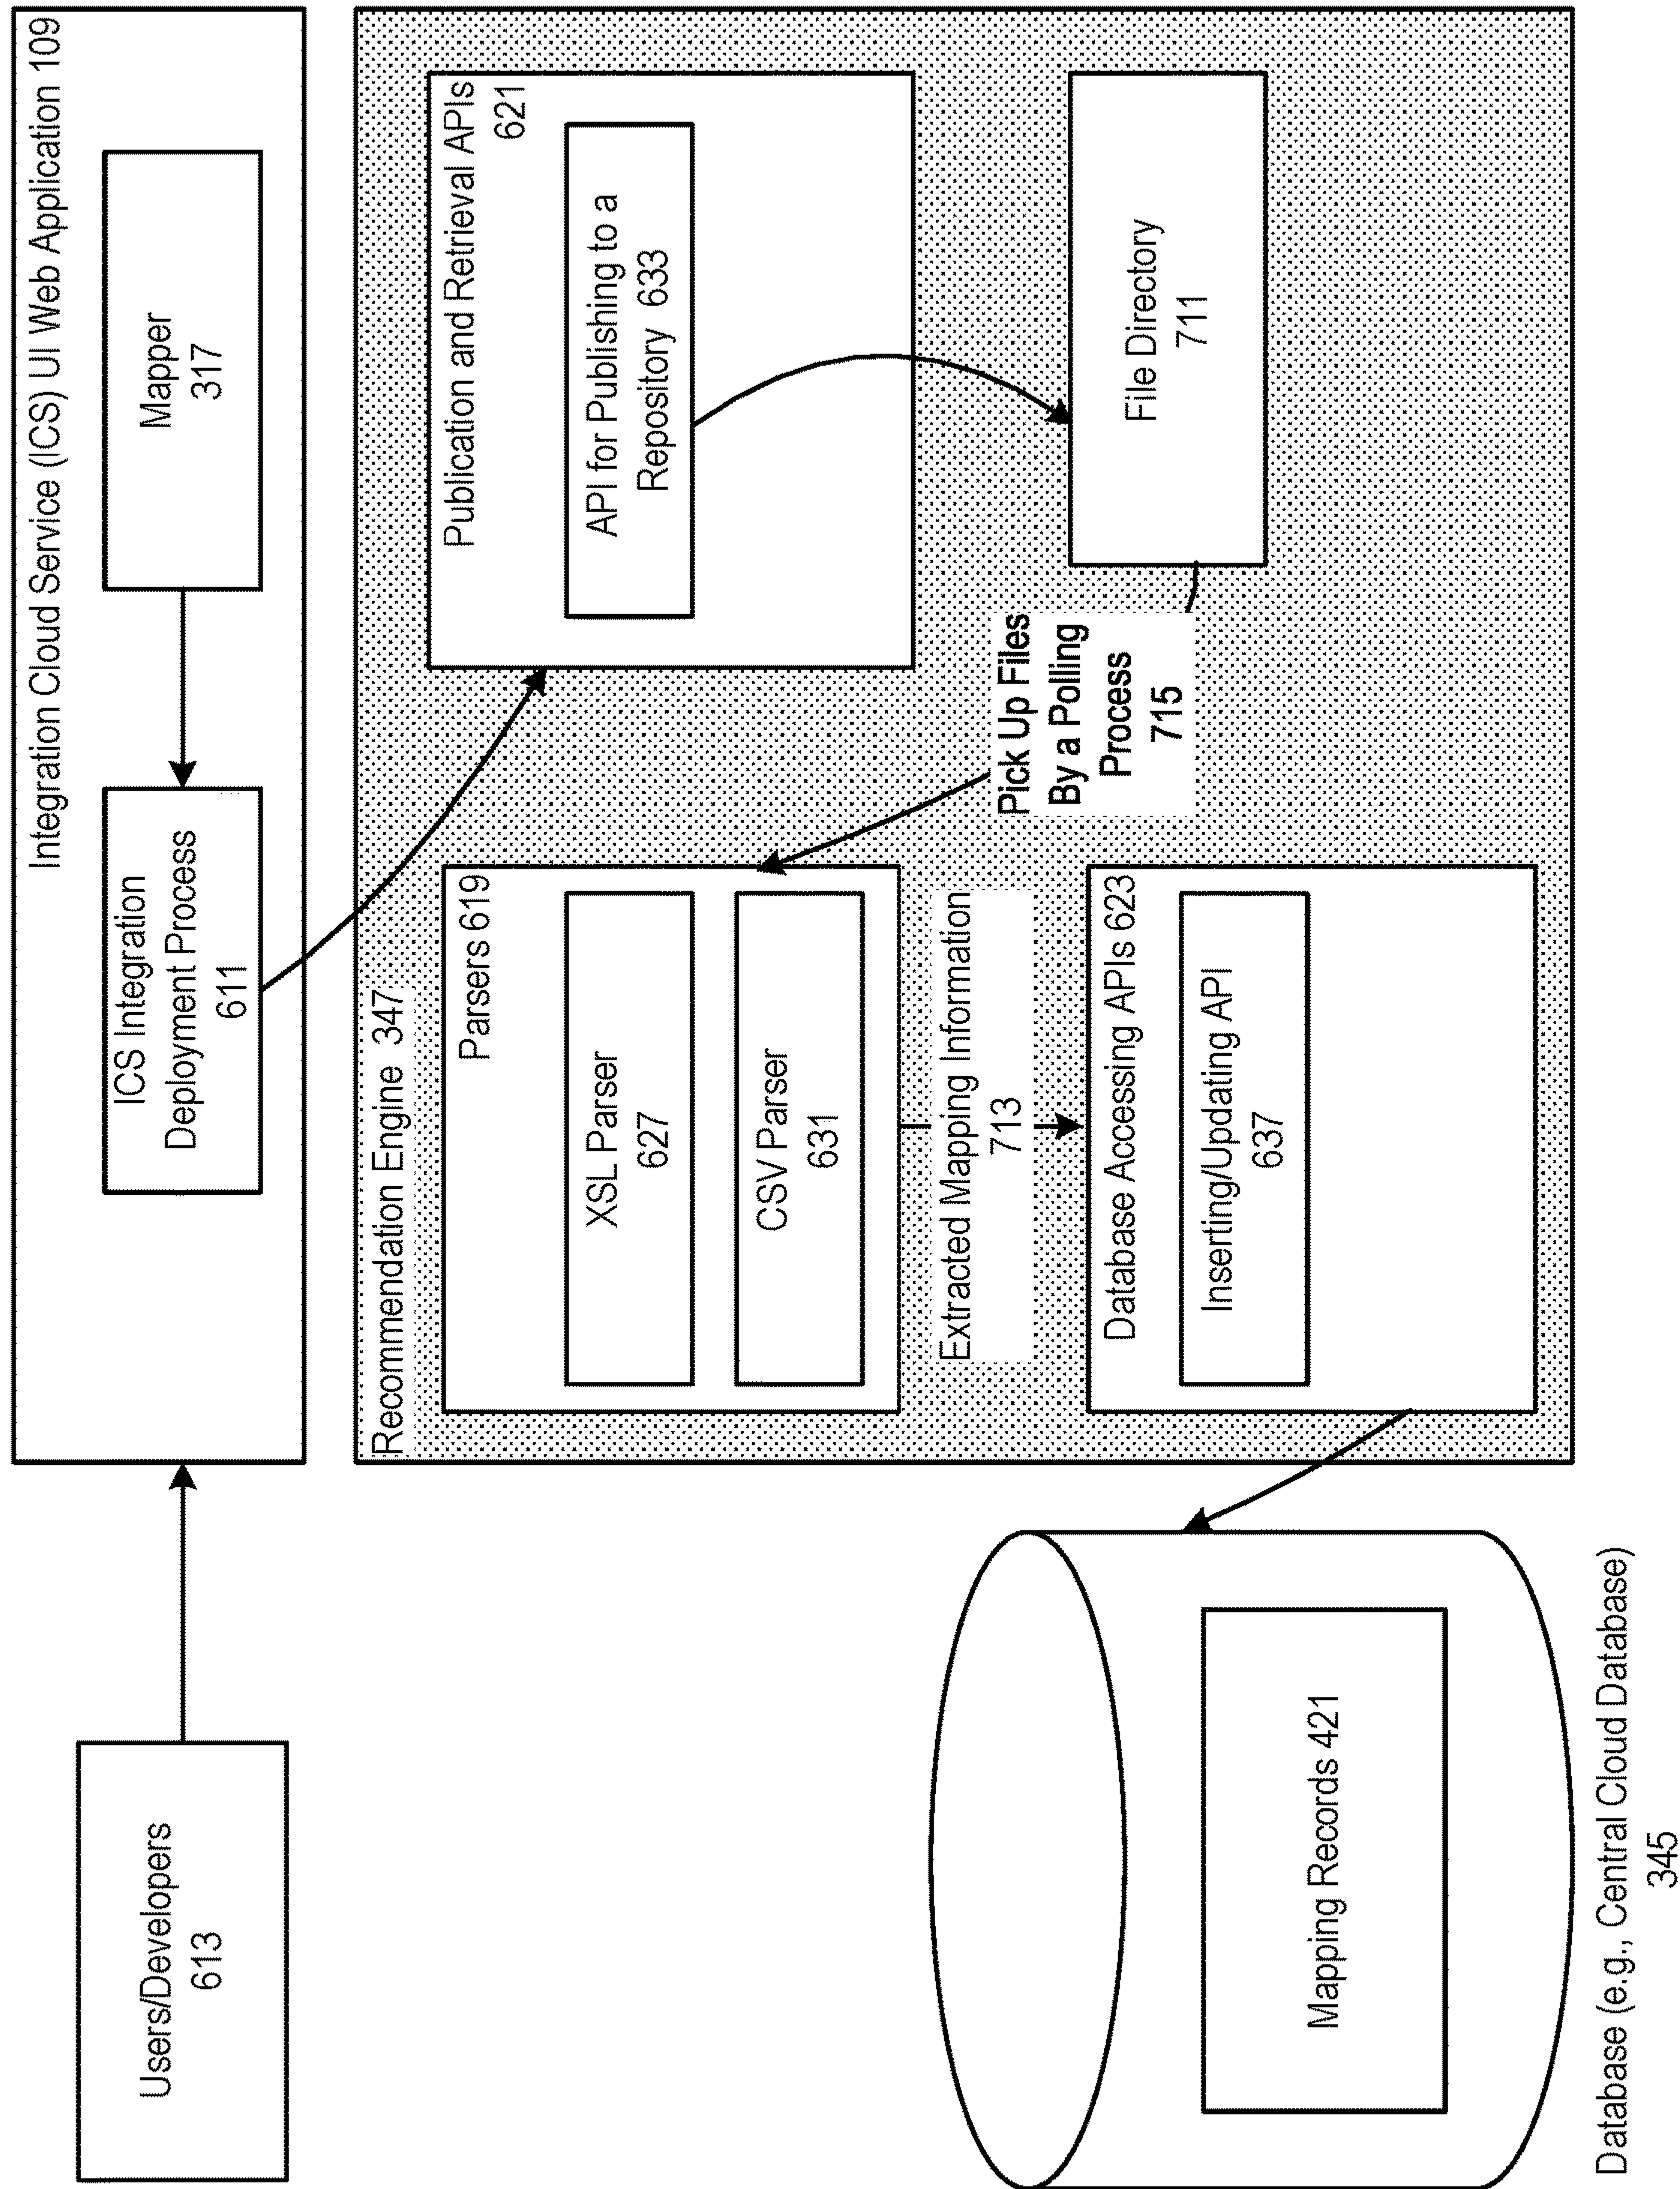 Users/Developers
613
Integration Cloud Service (ICS) UI Web Application 109
ICS Integration
Deployment Process
611
Mapper
317
Recommendation Engine 347
Parsers 619
XSL Parser
627
CSV Parser
631
Publication and Retrieval APIs
621
API for Publishing to a
Repository 633
Extracted Mapping Information
713
Pick Up Files
By a Polling
Process
715
Database Accessing APIs 623
Inserting/Updating API
637
File Directory
711
Mapping Records 421
Database (e.g., Central Cloud Database)
345